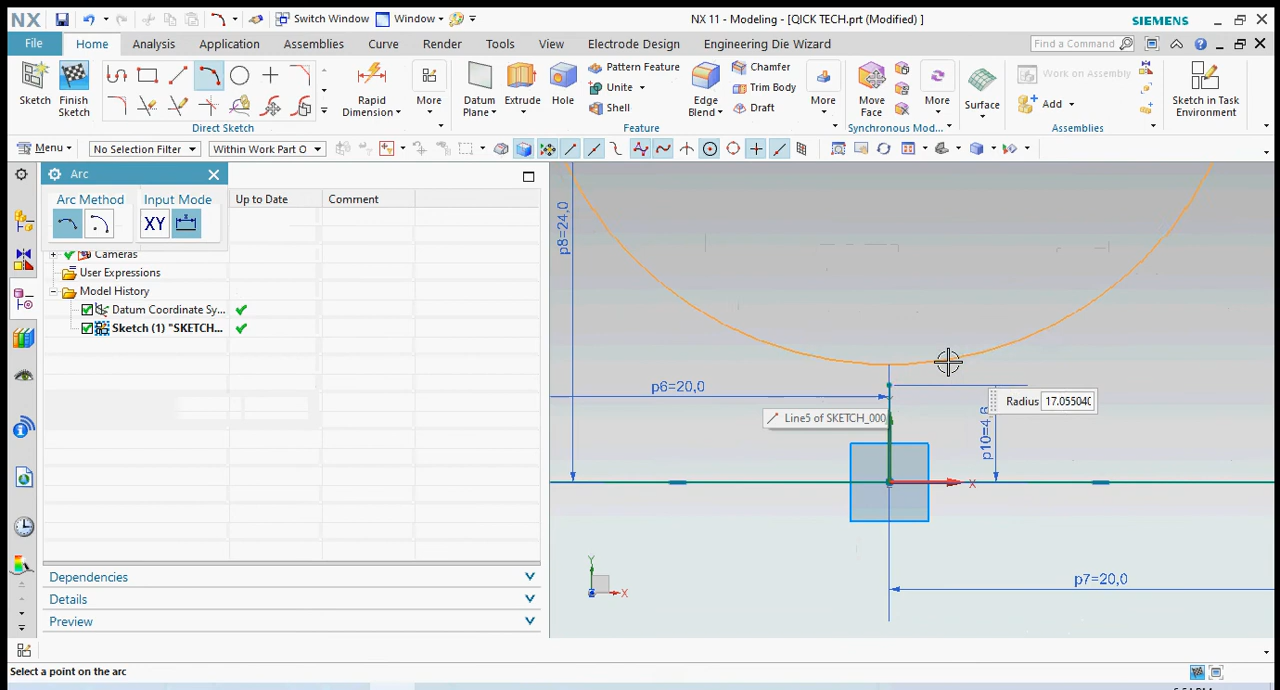 NX
Switch Window
Window
NX 11 - Modeling - [QICK TECH.prt (Modified) ]
SIEMENS
File
Home
Analysis
Application
Assemblies
Curve
Render
Tools
View
Electrode Design
Engineering Die Wizard
Find a Command
Sketch
Finish Sketch
Rapid Dimension
More
Datum Plane
Extrude
Hole
Pattern Feature
Unite
Shell
Edge Blend
Chamfer
Trim Body
Draft
More
Move Face
More
Surface
Work on Assembly
Add
Sketch in Task Environment
Direct Sketch
Feature
Synchronous Mod...
Assemblies
Menu
No Selection Filter
Within Work Part O
Arc
Arc Method
Input Mode
XY
Up to Date
Comment
Cameras
User Expressions
Model History
Datum Coordinate Sy...
Sketch (1) "SKETCH...
Dependencies
Details
Preview
p8=24,0
p6=20,0
Line5 of SKETCH_000
Radius 17.05504(
X
p7=20,0
Y
X
Select a point on the arc